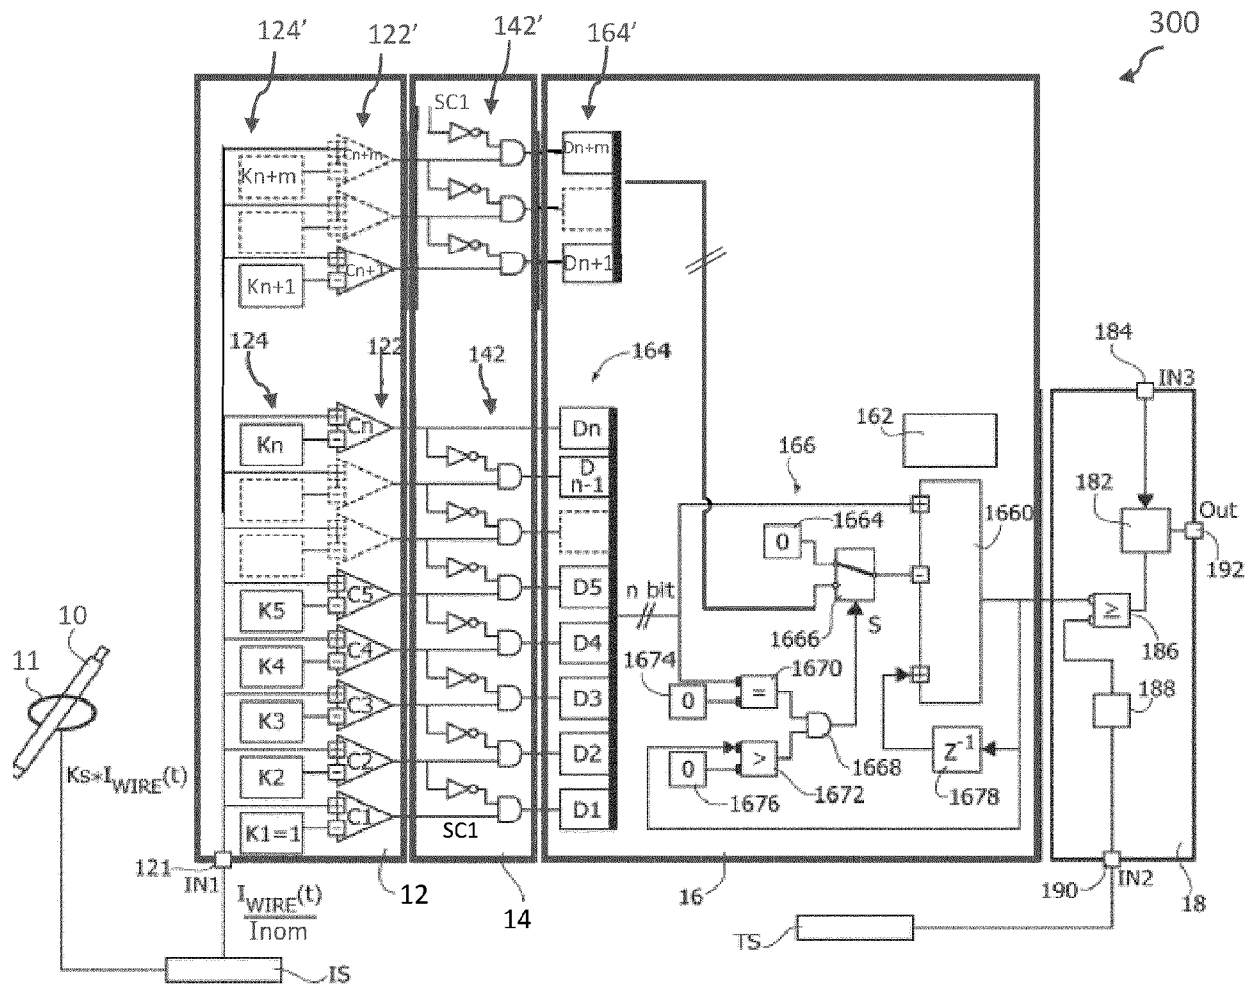 300
124'
122'
142'
164'
SC1
Kn+m
Cn+m
Dn+m
Kn+1
Cn+1
Dn+1
124
122
142
164
184
IN3
162
166
Kn
Cn
Dn
D
n-1
1664
0
1660
182
Out
192
K5
C5
D5
n bit
1666
S
≥
186
10
11
K4
C4
D4
1674
0
=
1670
188
K3
C3
D3
Z-1
K2
C2
D2
0
>
1668
1676
1672
1678
Ks*IWIRE(t)
K1=1
C1
SC1
D1
121
IN1
12
14
16
190
IN2
18
IWIRE(t)
Inom
TS
IS